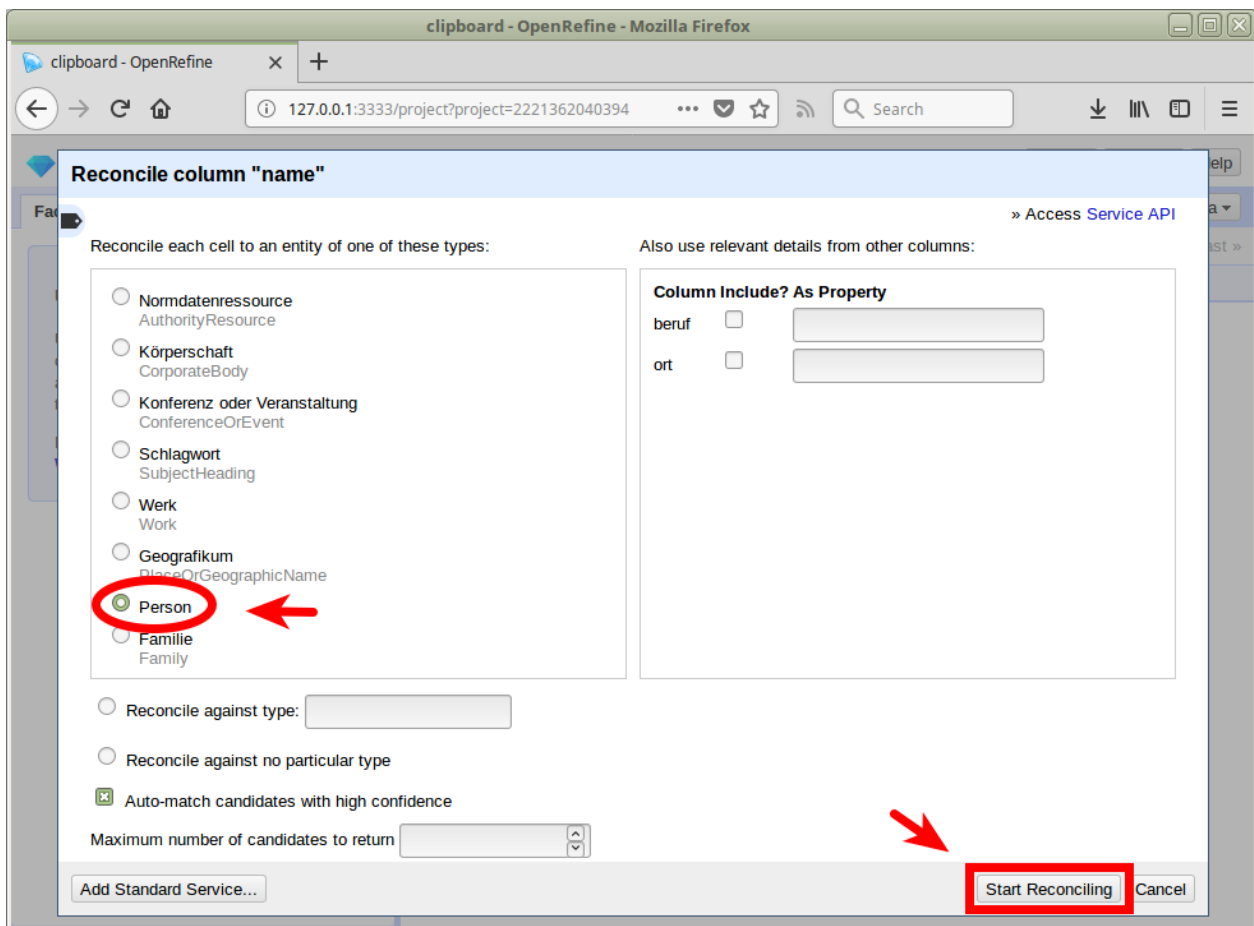 clipboard - OpenRefine - Mozilla Firefox
clipboard - OpenRefine
127.0.0.1:3333/project?project=2221362040394
Search
elp
Reconcile column "name"
Fac
a
» Access Service API
ast »
Reconcile each cell to an entity of one of these types:
Also use relevant details from other columns:
Normdatenressource
AuthorityResource
Körperschaft
CorporateBody
Konferenz oder Veranstaltung
ConferenceOrEvent
Schlagwort
SubjectHeading
Werk
Work
Geografikum
PlaceOrGeographicName
Person
Familie
Family
Column Include? As Property
beruf
ort
Reconcile against type:
Reconcile against no particular type
Auto-match candidates with high confidence
Maximum number of candidates to return
Add Standard Service...
Start Reconciling
Cancel